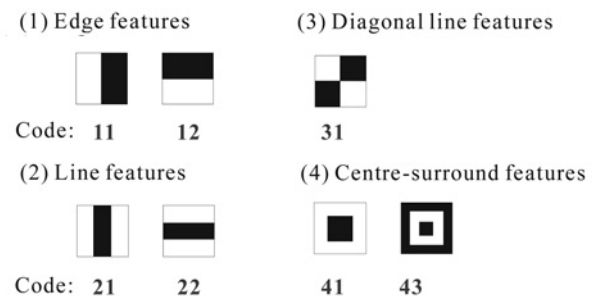 (1) Edge features
(3) Diagonal line features
Code: 11 12
31
(2) Line features
(4) Centre-surround features
Code: 21 22
41 43